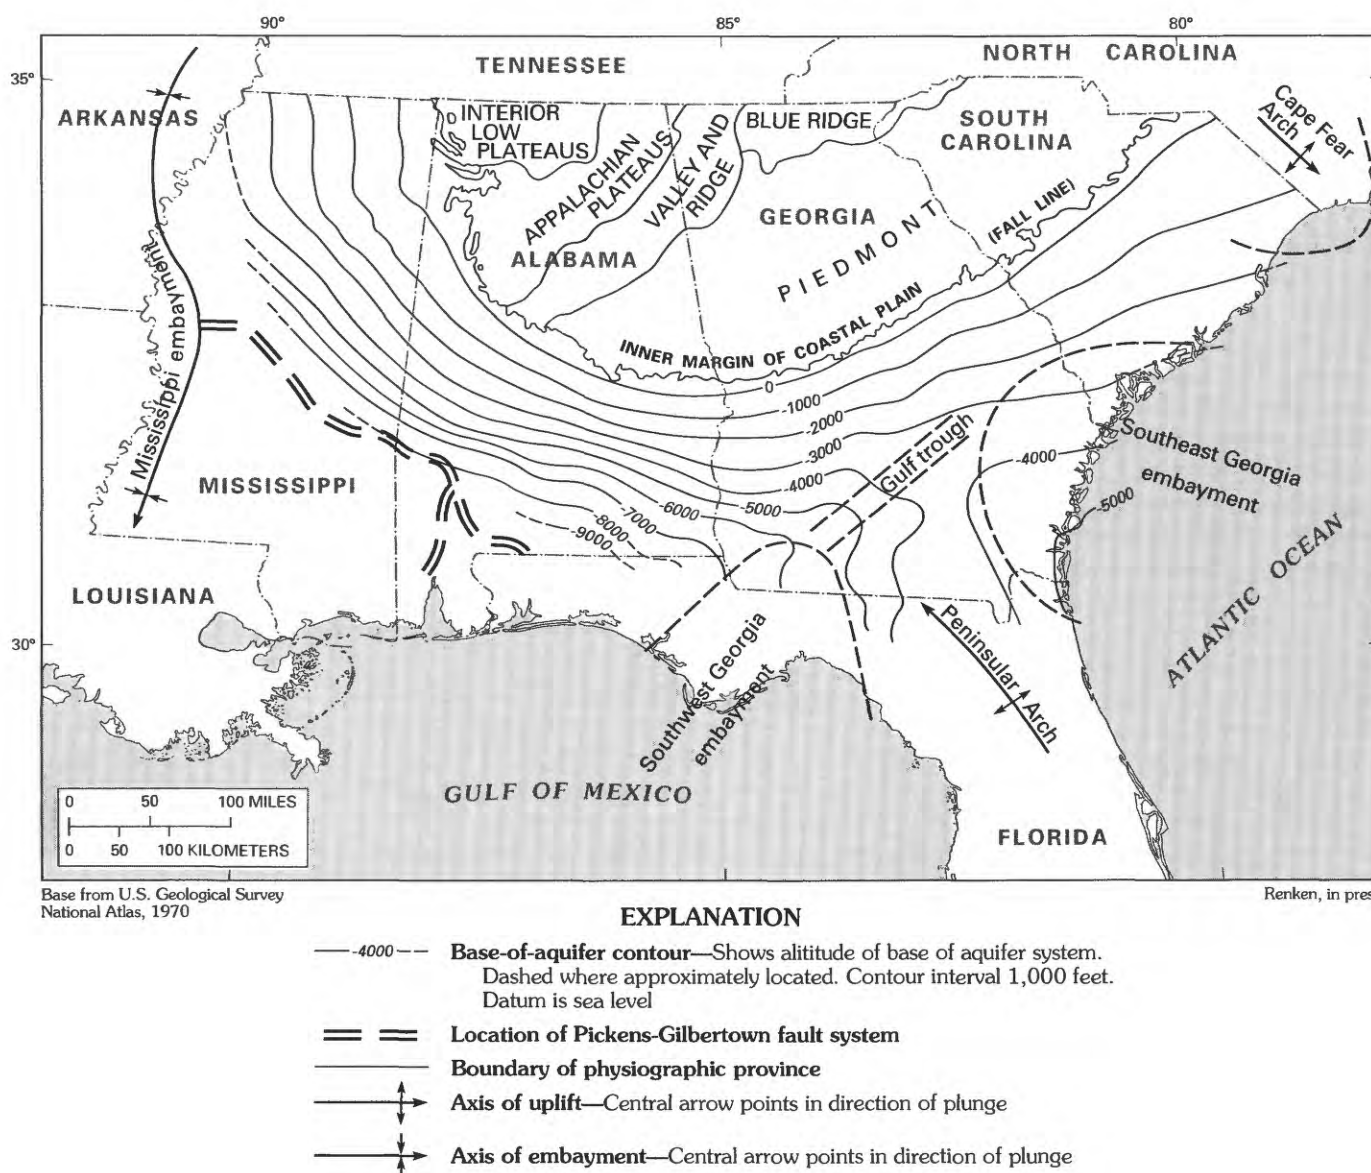 90°
85°
80°
35°
30°
TENNESSEE
NORTH CAROLINA
ARKANSAS
INTERIOR
LOW
PLATEAUS
APPALACHIAN
PLATEAUS
VALLEY AND
RIDGE
BLUE RIDGE
SOUTH
CAROLINA
Cape Fear
Arch
ALABAMA
GEORGIA
PIEDMONT
(FALL LINE)
INNER MARGIN OF COASTAL PLAIN
Mississippi embayment
MISSISSIPPI
0
-1000
-2000
-3000
-4000
-5000
-6000
-7000
-8000
-9000
Gulf trough
-4000
-5000
Southeast Georgia
embayment
LOUISIANA
Southwest Georgia
embayment
Peninsular Arch
ATLANTIC OCEAN
GULF OF MEXICO
FLORIDA
0 50 100 MILES
0 50 100 KILOMETERS
Base from U.S. Geological Survey
National Atlas, 1970
Renken, in pres
EXPLANATION
-4000 Base-of-aquifer contour—Shows alititude of base of aquifer system.
Dashed where approximately located. Contour interval 1,000 feet.
Datum is sea level
Location of Pickens-Gilbertown fault system
Boundary of physiographic province
Axis of uplift—Central arrow points in direction of plunge
Axis of embayment—Central arrow points in direction of plunge